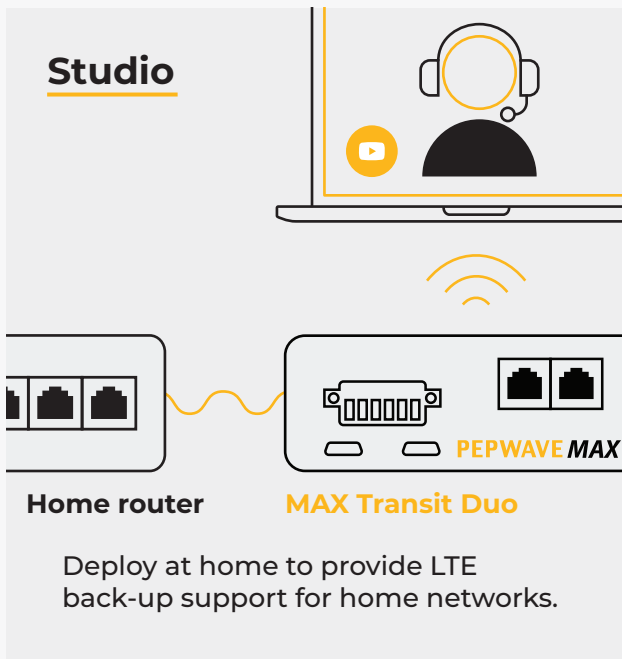 Studio
PEPWAVE MAX
Home router
MAX Transit Duo
Deploy at home to provide LTE
back-up support for home networks.